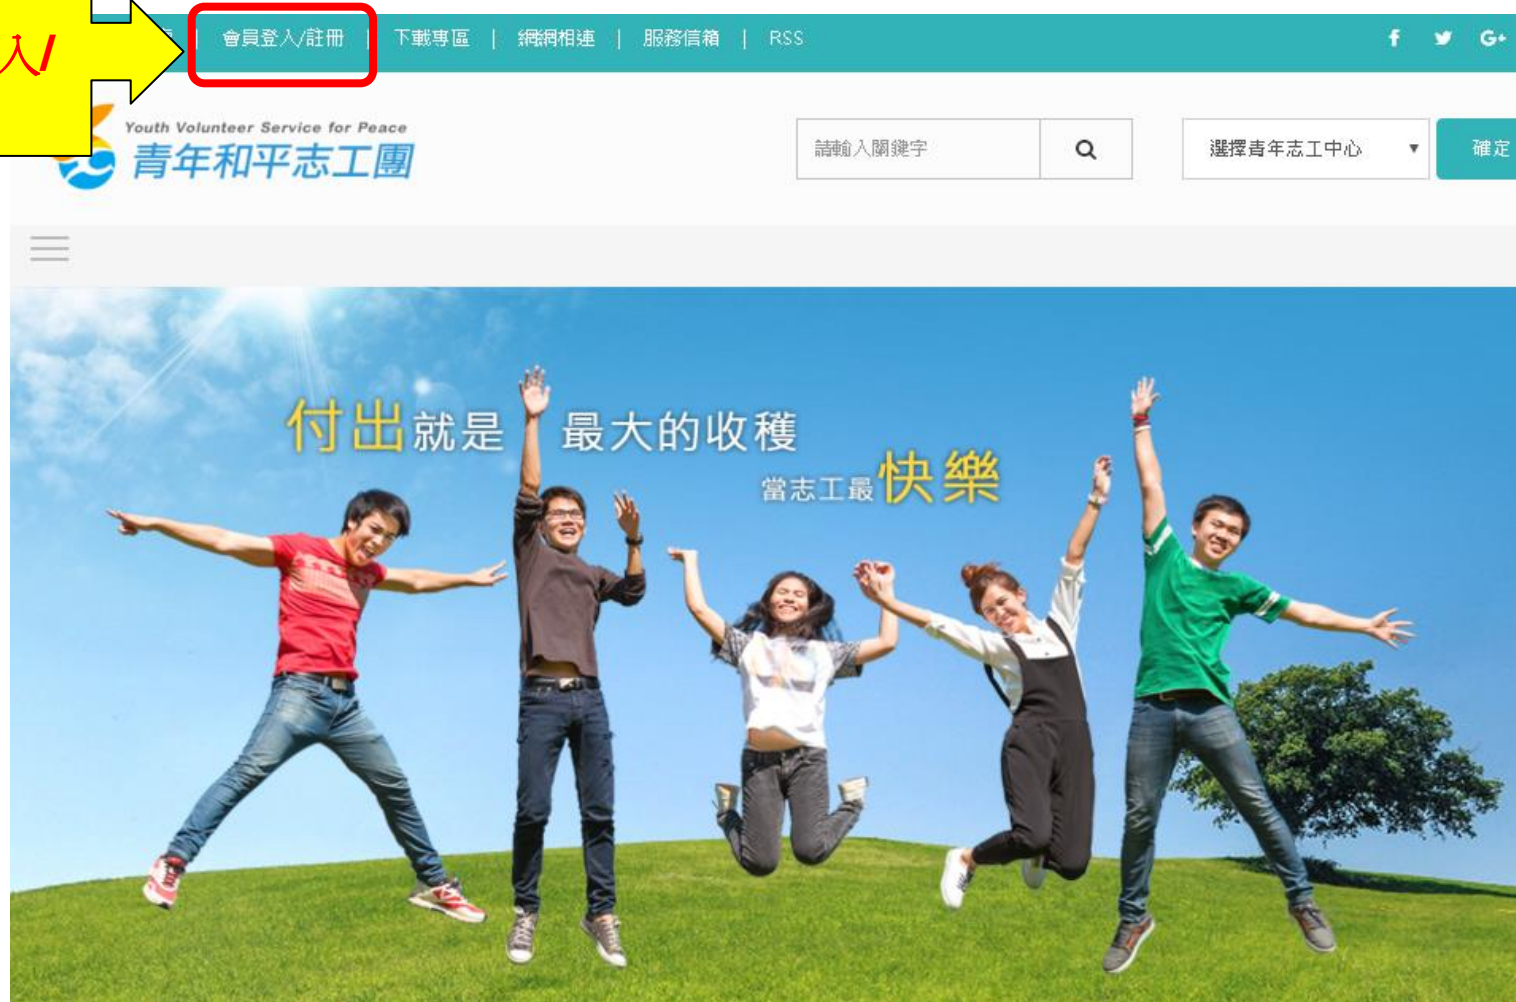 入/
| 會員登入/註冊 | 下載專區 | 網網相連 | 服務信箱 | RSS f G+
Youth Volunteer Service for Peace
青年和平志工團
請輸入關鍵字
選擇青年志工中心 ▼ 確定
付出就是 最大的收穫
當志工最快樂